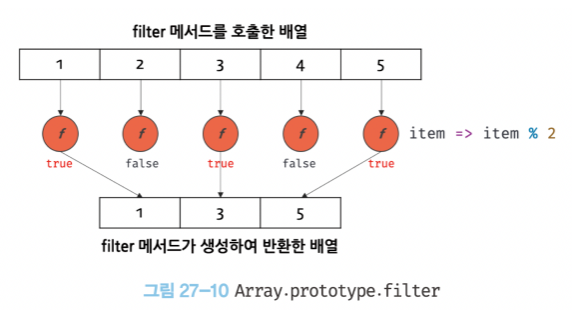 filter 메서드를 호출한 배열
1 2 3 4 5
f f f f f item => item % 2
true false true false true
1 3 5
filter 메서드가 생성하여 반환한 배열
그림 27-10 Array.prototype.filter